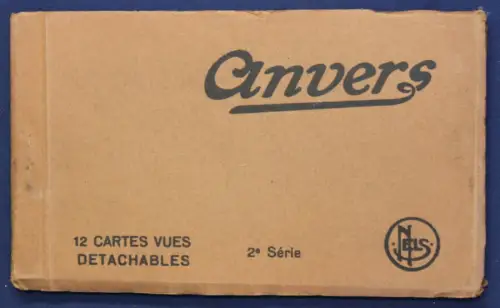 Anvers
12 CARTES VUES
DETACHABLES
2e Série
NELS